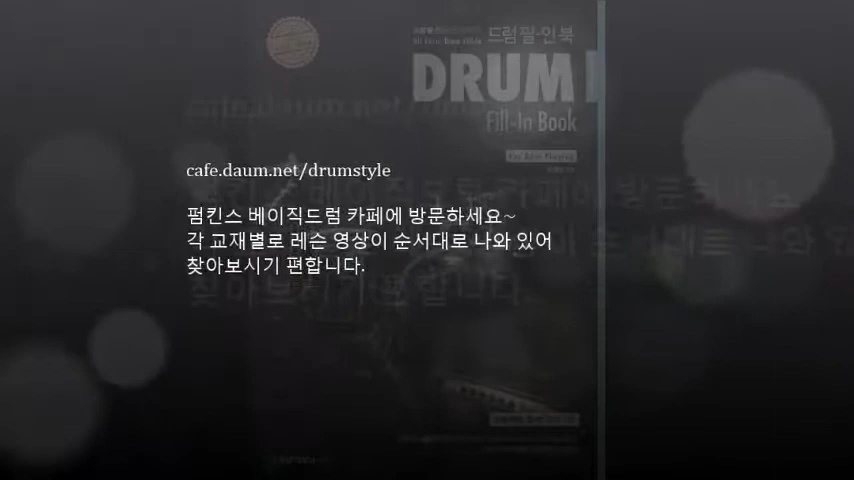 드럼 필-인 북
DRUM
Fill-In Book
cafe.daum.net/drumstyle
펌킨스 베이직드럼 카페에 방문하세요~
각 교재별로 레슨 영상이 순서대로 나와 있어
찾아보시기 편합니다.